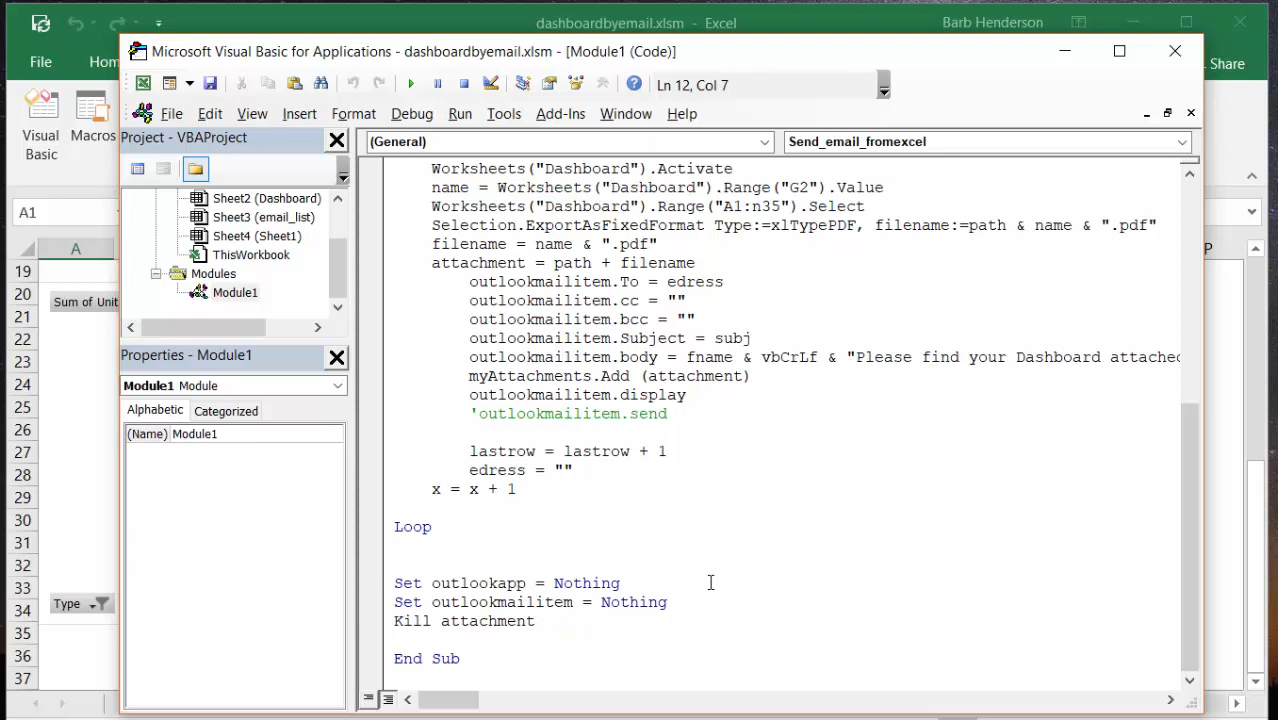 dashboardbyemail.xlsm - Excel
Barb Henderson
File
Hom
Share
Microsoft Visual Basic for Applications - dashboardbyemail.xlsm - [Module1 (Code)]
Ln 12, Col 7
File Edit View Insert Format Debug Run Tools Add-Ins Window Help
Visual Basic
Macros
Project - VBAProject
(General)
Send_email_fromexcel
Sheet2 (Dashboard)
Sheet3 (email_list)
Sheet4 (Sheet1)
ThisWorkbook
Modules
Module1
Properties - Module1
Module1 Module
Alphabetic Categorized
(Name) Module1
Worksheets("Dashboard").Activate
name = Worksheets("Dashboard").Range("G2").Value
Worksheets("Dashboard").Range("A1:n35").Select
Selection.ExportAsFixedFormat Type:=xlTypePDF, filename:=path & name & ".pdf"
filename = name & ".pdf"
attachment = path + filename
outlookmailitem.To = edress
outlookmailitem.cc = ""
outlookmailitem.bcc = ""
outlookmailitem.Subject = subj
outlookmailitem.body = fname & vbCrLf & "Please find your Dashboard attached
myAttachments.Add (attachment)
outlookmailitem.display
'outlookmailitem.send
lastrow = lastrow + 1
edress = ""
x = x + 1
Loop
Set outlookapp = Nothing
Set outlookmailitem = Nothing
Kill attachment
End Sub
A1
A
P
19
20 Sum of Unit
21
22
23
24
25
26
27
28
29
30
31
32
33
34 Type
35
36
37